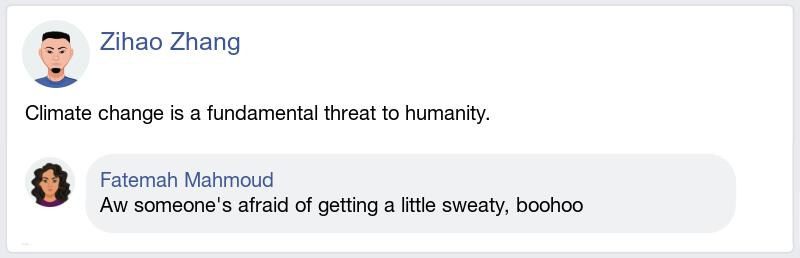 Zihao Zhang
Climate change is a fundamental threat to humanity.
Fatemah Mahmoud
Aw someone's afraid of getting a little sweaty, boohoo